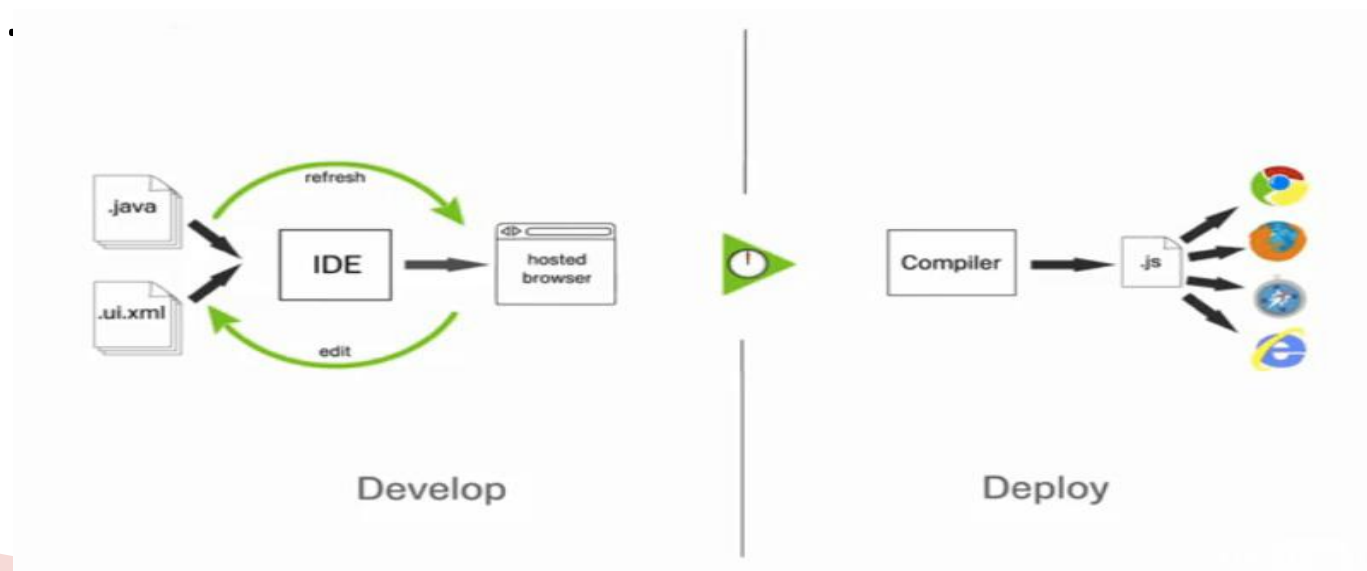 refresh
.java
IDE
hosted
browser
.ui.xml
edit
Compiler
.js
Develop
Deploy